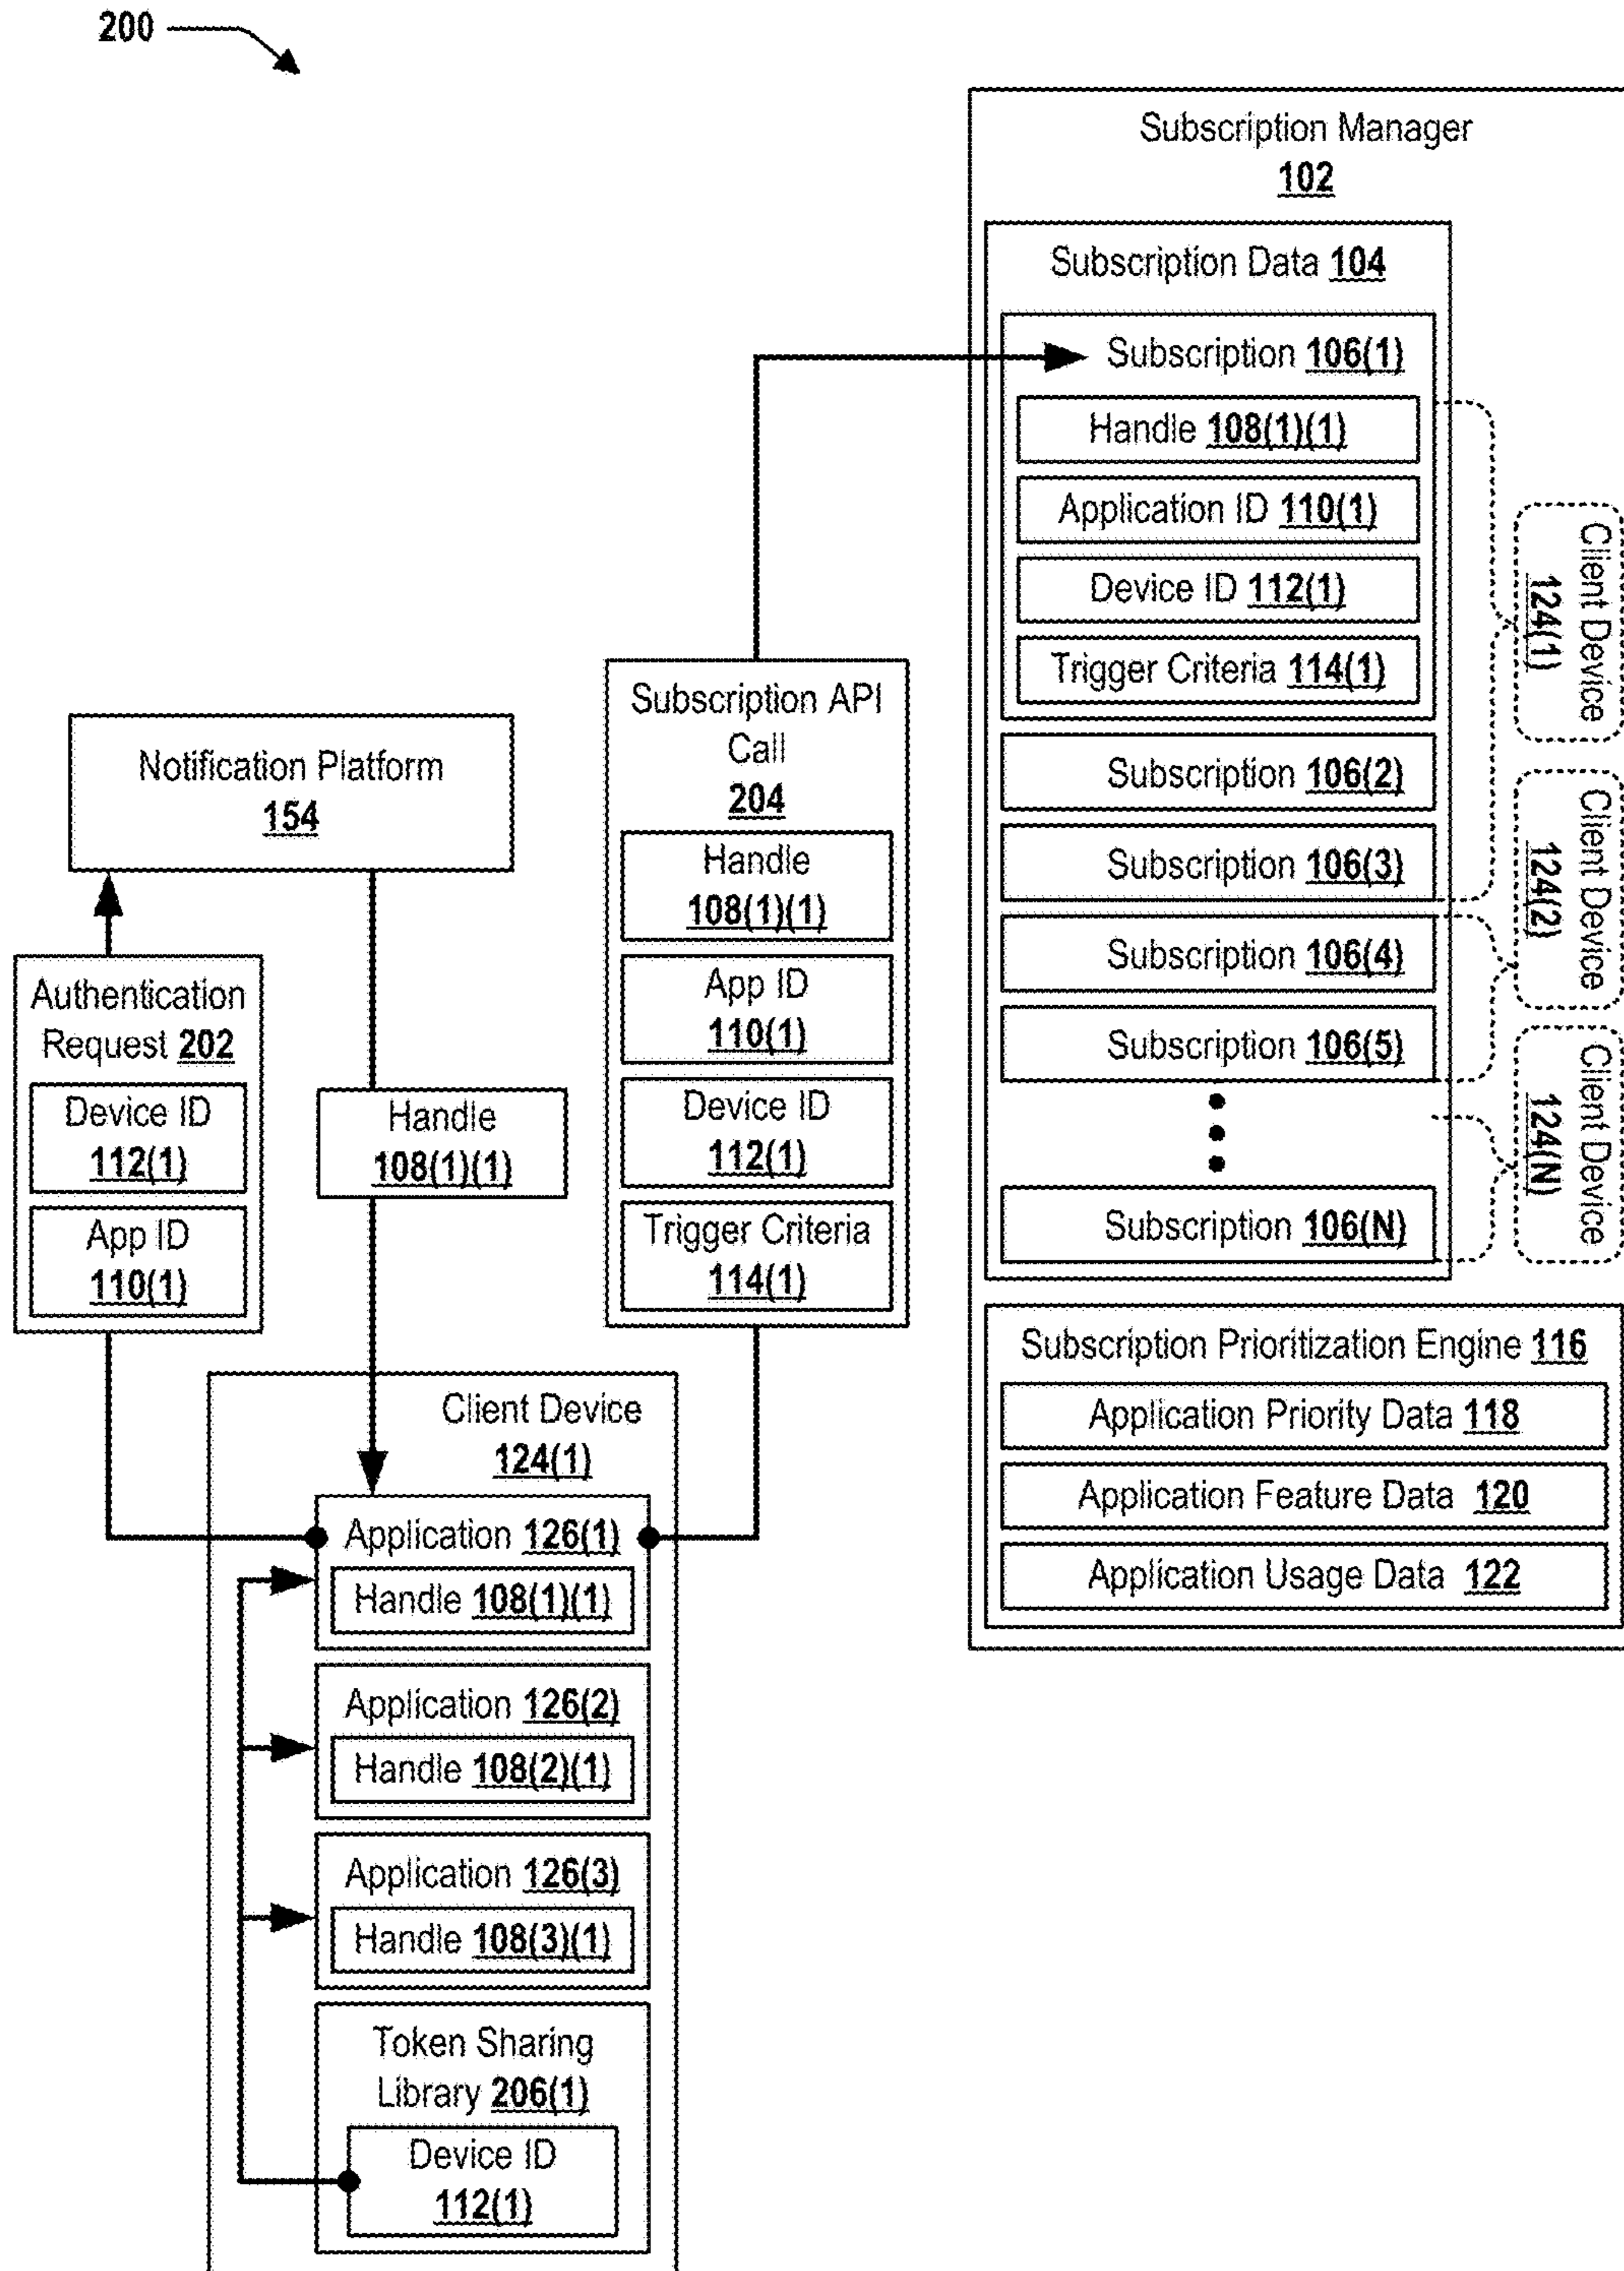 200
Subscription Manager
102
Subscription Data 104
Subscription 106(1)
Handle 108(1)(1)
Application ID 110(1)
Device ID 112(1)
Trigger Criteria 114(1)
Subscription 106(2)
Subscription 106(3)
Subscription 106(4)
Subscription 106(5)
Subscription 106(N)
Client Device
124(1)
Client Device
124(2)
Client Device
124(N)
Subscription Prioritization Engine 116
Application Priority Data 118
Application Feature Data 120
Application Usage Data 122
Subscription API
Call
204
Handle
108(1)(1)
App ID
110(1)
Device ID
112(1)
Trigger Criteria
114(1)
Notification Platform
154
Authentication
Request 202
Device ID
112(1)
App ID
110(1)
Handle
108(1)(1)
Client Device
124(1)
Application 126(1)
Handle 108(1)(1)
Application 126(2)
Handle 108(2)(1)
Application 126(3)
Handle 108(3)(1)
Token Sharing
Library 206(1)
Device ID
112(1)